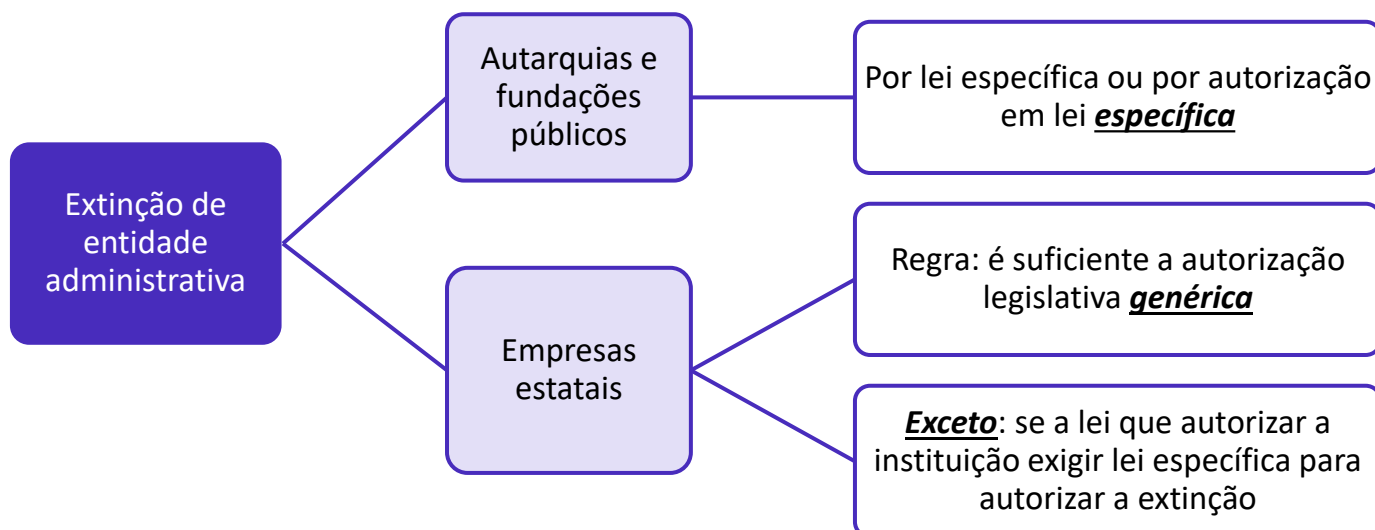 Extinção de
entidade
administrativa
Autarquias e
fundações
públicos
Por lei específica ou por autorização
em lei específica
Empresas
estatais
Regra: é suficiente a autorização
legislativa genérica
Exceto: se a lei que autorizar a
instituição exigir lei específica para
autorizar a extinção